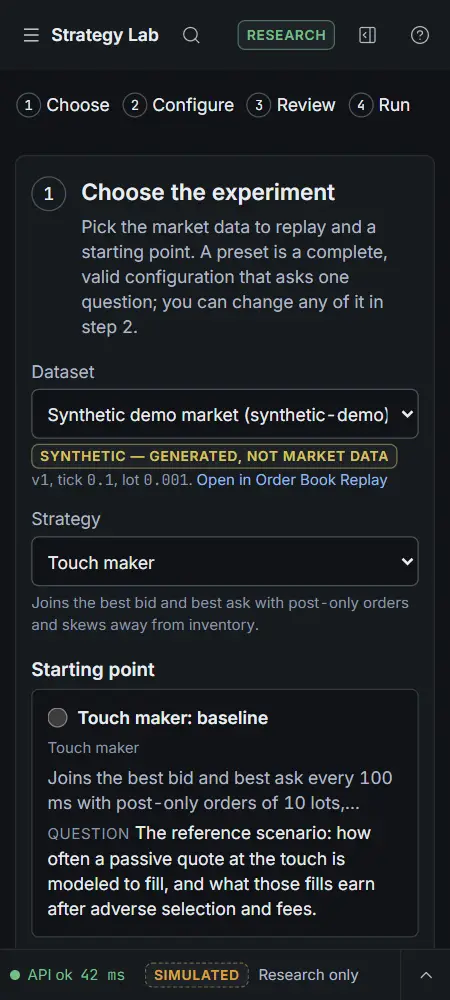 Strategy Lab RESEARCH
1 Choose 2 Configure 3 Review 4 Run
1 Choose the experiment
Pick the market data to replay and a
starting point. A preset is a complete,
valid configuration that asks one
question; you can change any of it in
step 2.
Dataset
Synthetic demo market (synthetic-demo)
SYNTHETIC — GENERATED, NOT MARKET DATA
v1, tick 0.1, lot 0.001. Open in Order Book Replay
Strategy
Touch maker
Joins the best bid and best ask with post-only orders
and skews away from inventory.
Starting point
Touch maker: baseline
Touch maker
Joins the best bid and best ask every 100
ms with post-only orders of 10 lots,...
QUESTION The reference scenario: how
often a passive quote at the touch is
modeled to fill, and what those fills earn
after adverse selection and fees.
API ok 42 ms SIMULATED Research only